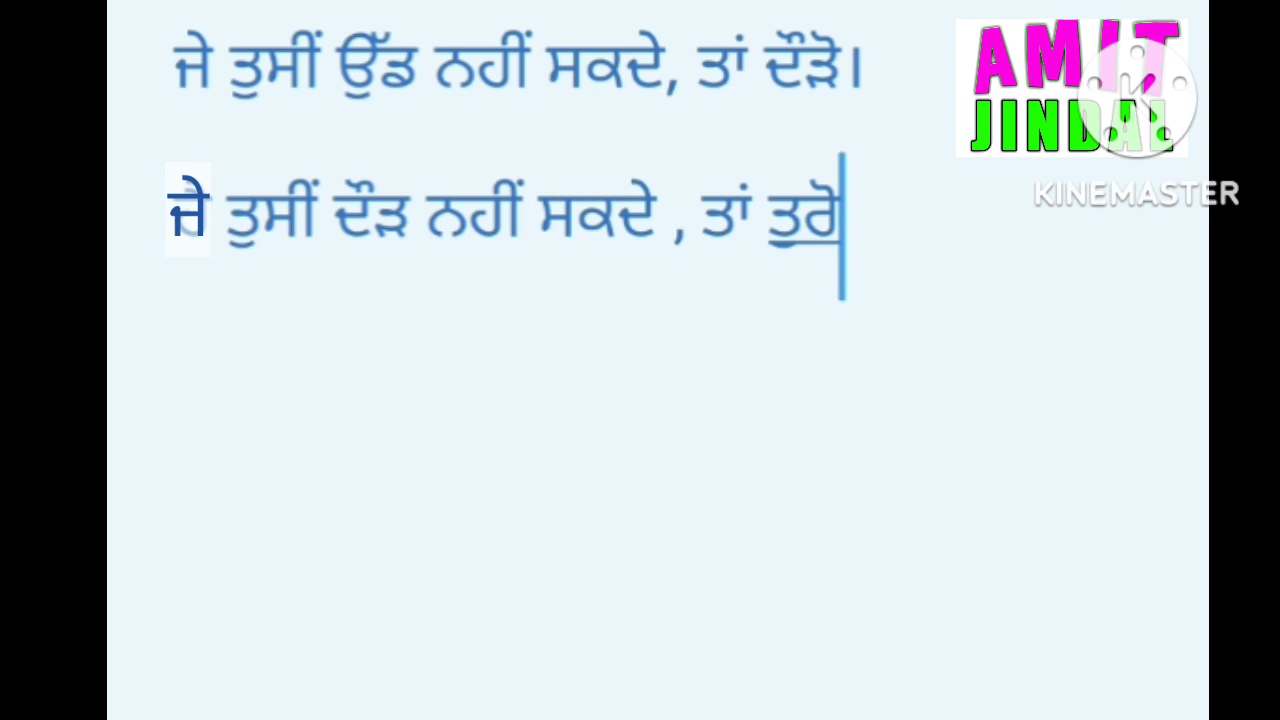 ਜੇ ਤੁਸੀਂ ਉੱਡ ਨਹੀਂ ਸਕਦੇ, ਤਾਂ ਦੌੜੋ।
ਜੇ ਤੁਸੀਂ ਦੌੜ ਨਹੀਂ ਸਕਦੇ , ਤਾਂ ਤੁਰੋ
AMIT
JINDAL
KINEMASTER